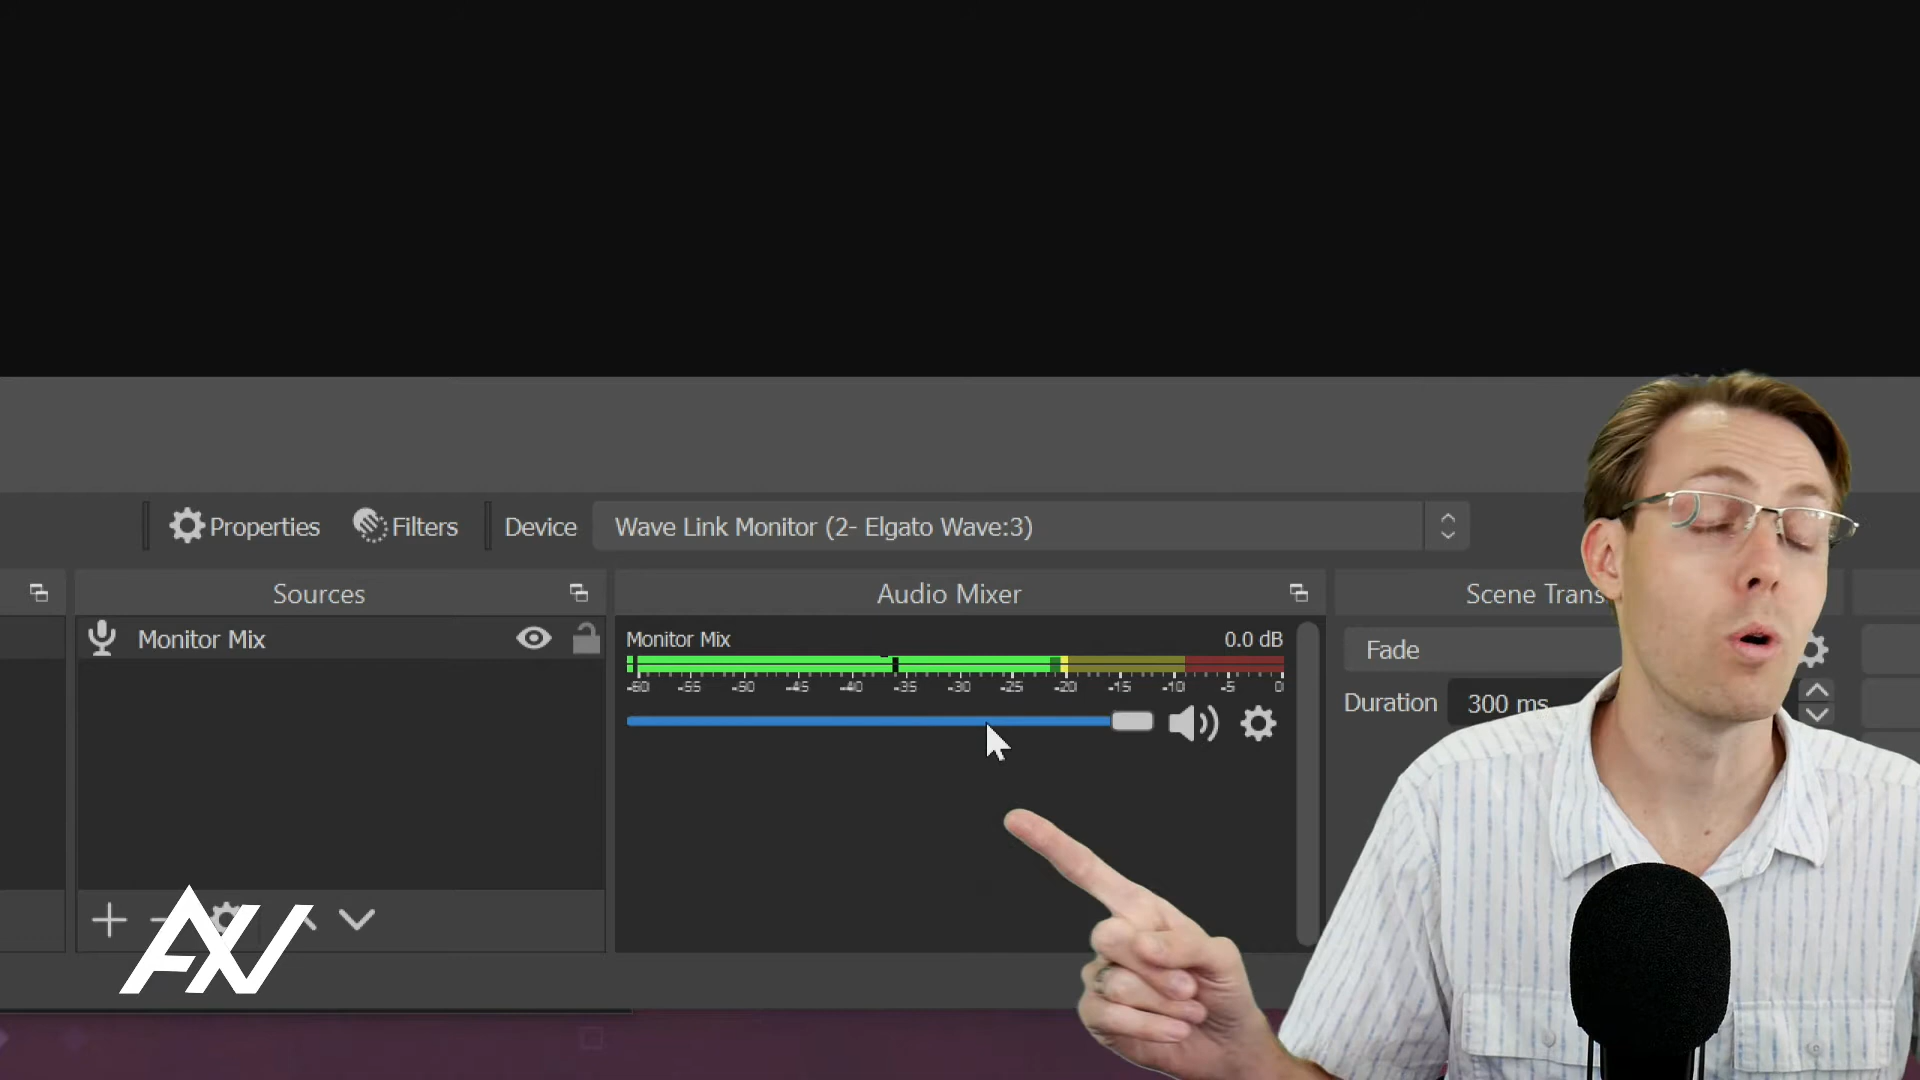 Properties
Filters
Device
Wave Link Monitor (2- Elgato Wave:3)
Sources
Audio Mixer
Scene Trans
Monitor Mix
Monitor Mix
0.0 dB
-60 -55 -50 -45 -40 -35 -30 -25 -20 -15 -10 -5 0
Fade
Duration
300 ms